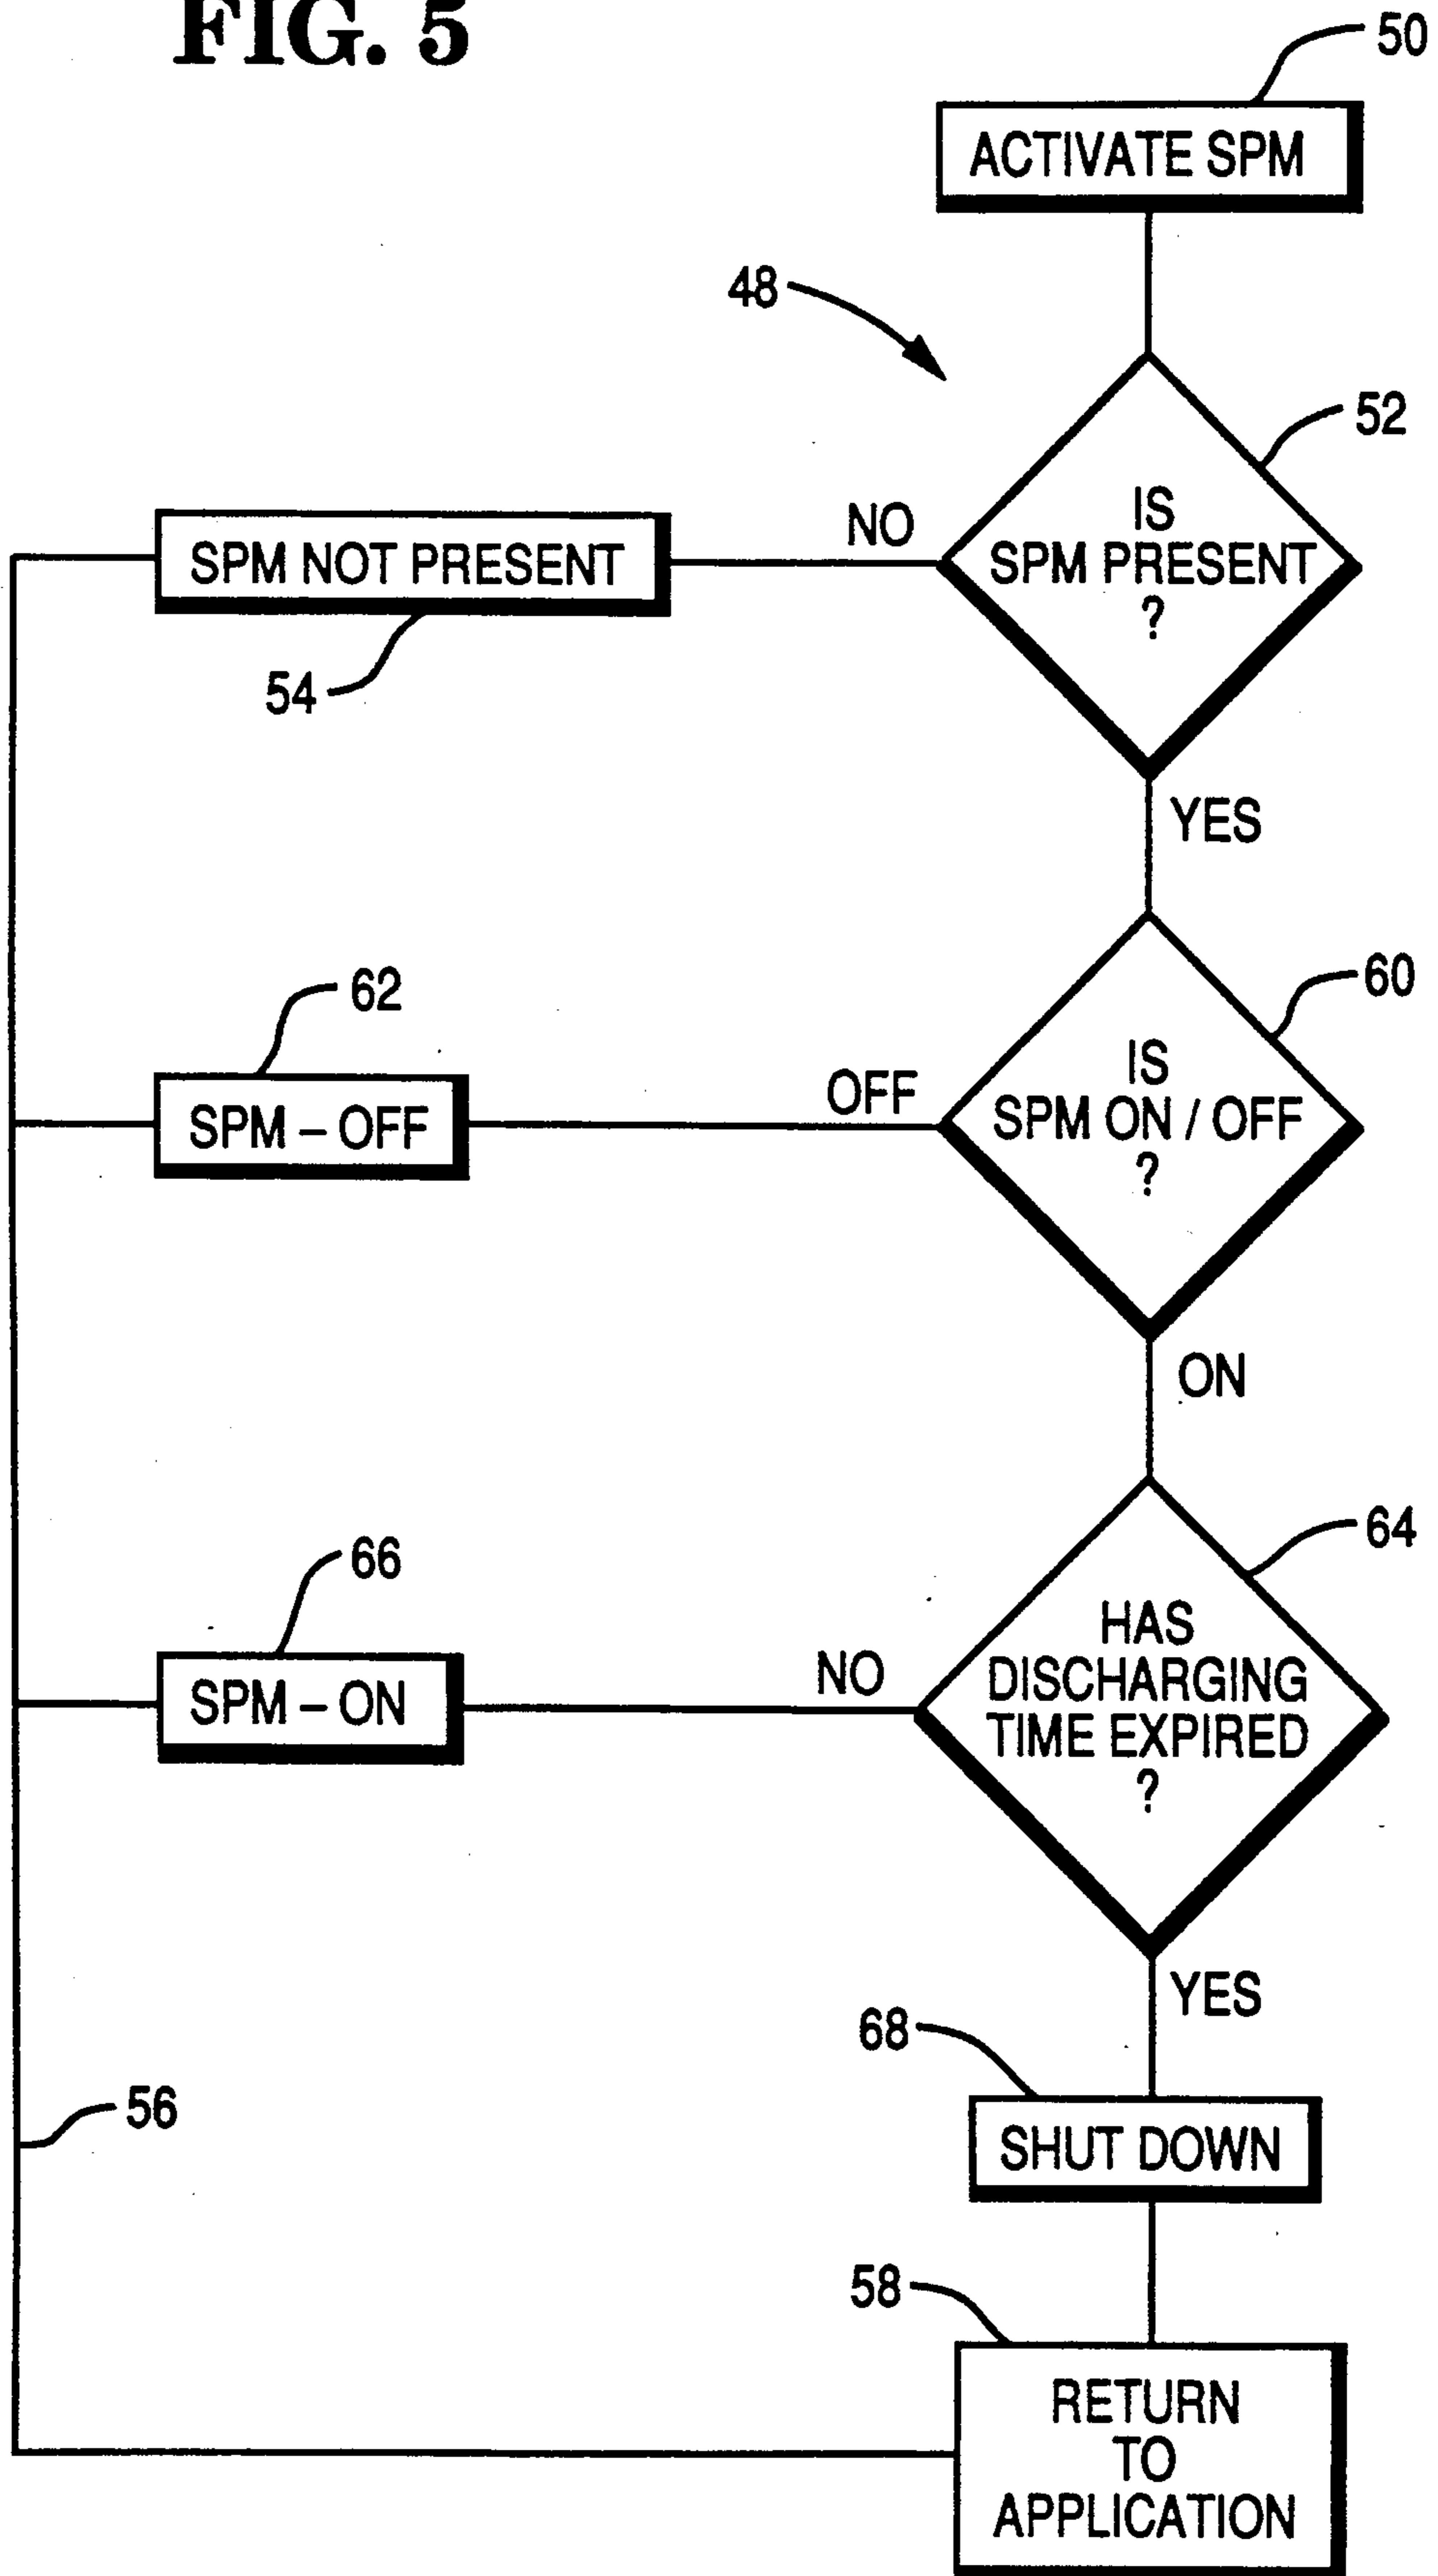 FIG. 5
50
ACTIVATE SPM
48
52
IS
SPM PRESENT
?
NO
SPM NOT PRESENT
54
YES
60
IS
SPM ON / OFF
?
OFF
62
SPM – OFF
ON
64
HAS
DISCHARGING
TIME EXPIRED
?
NO
66
SPM – ON
YES
68
SHUT DOWN
56
58
RETURN
TO
APPLICATION